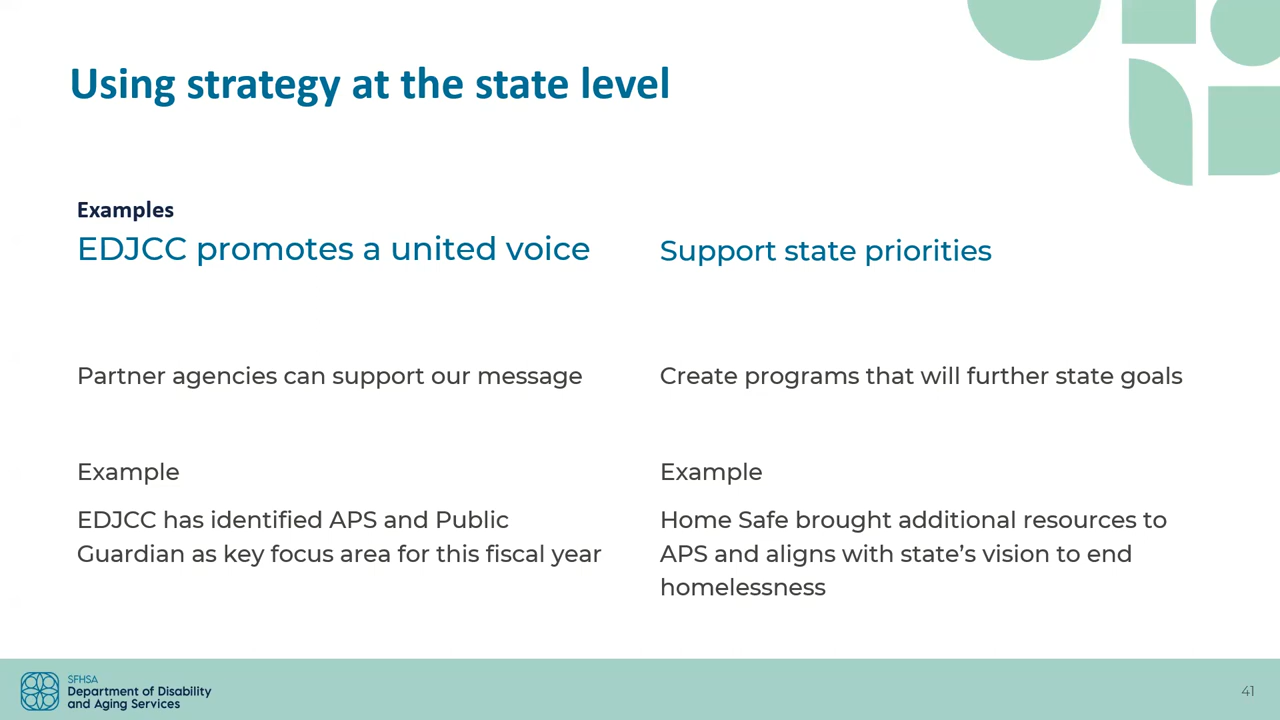 Using strategy at the state level
Examples
EDJCC promotes a united voice
Partner agencies can support our message
Example
EDJCC has identified APS and Public
Guardian as key focus area for this fiscal year
Support state priorities
Create programs that will further state goals
Example
Home Safe brought additional resources to
APS and aligns with state’s vision to end
homelessness
SFHSA
Department of Disability
and Aging Services
41